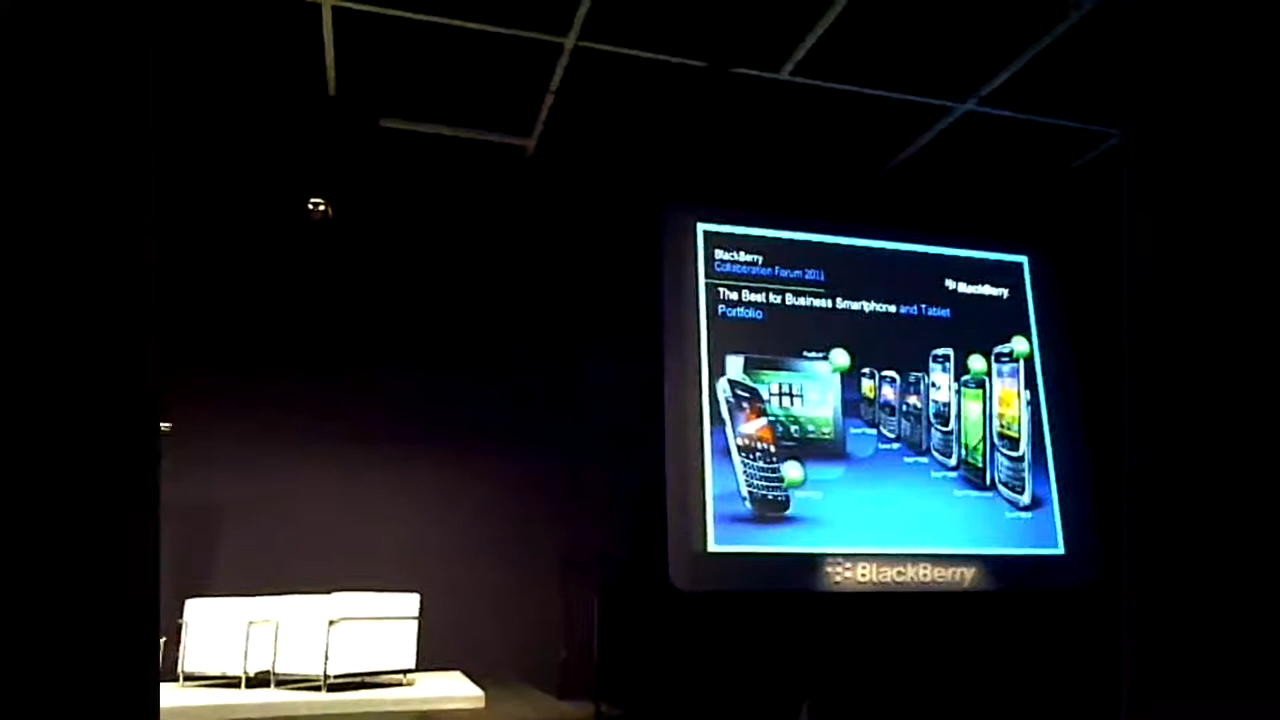 BlackBerry
Collaboration Forum 2011
BlackBerry
The Best for Business Smartphone and Tablet
Portfolio
BlackBerry